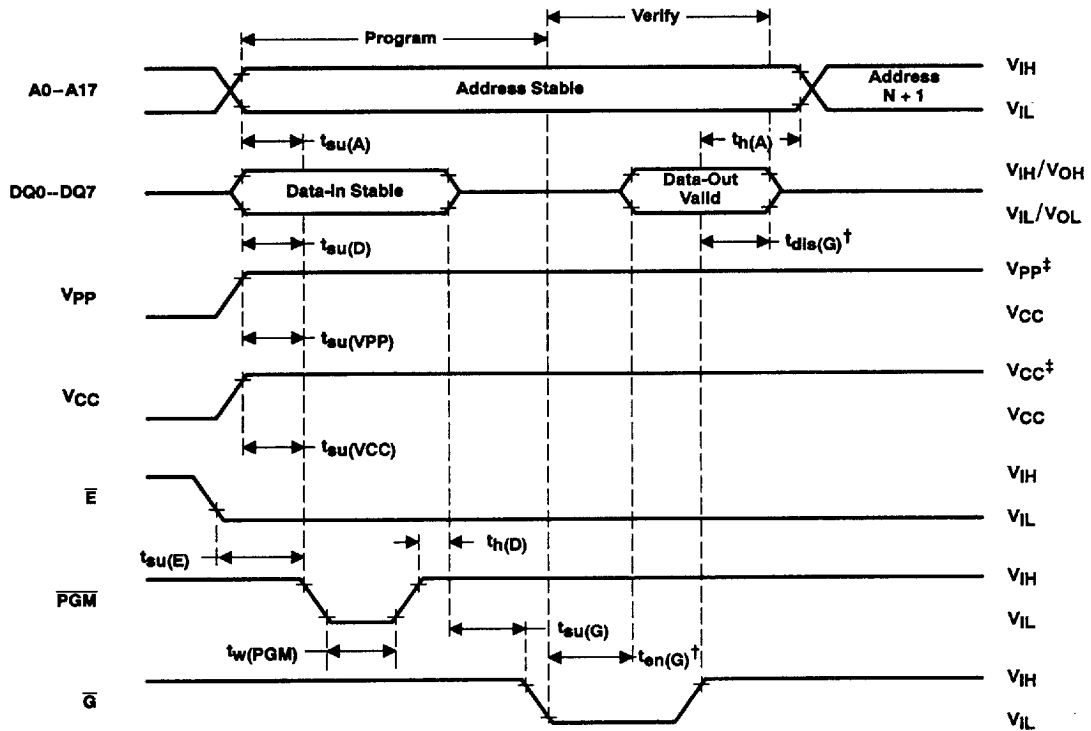 Verify
Program
A0–A17
Address Stable
Address
N + 1
VIH
VIL
tsu(A)
th(A)
DQ0–DQ7
Data-In Stable
Data-Out
Valid
VIH/VOH
VIL/VOL
tsu(D)
tdis(G)†
VPP
VPP‡
VCC
tsu(VPP)
VCC
VCC‡
VCC
tsu(VCC)
E̅
VIH
VIL
tsu(E)
th(D)
P̅G̅M̅
VIH
VIL
tsu(G)
tw(PGM)
ten(G)†
G̅
VIH
VIL